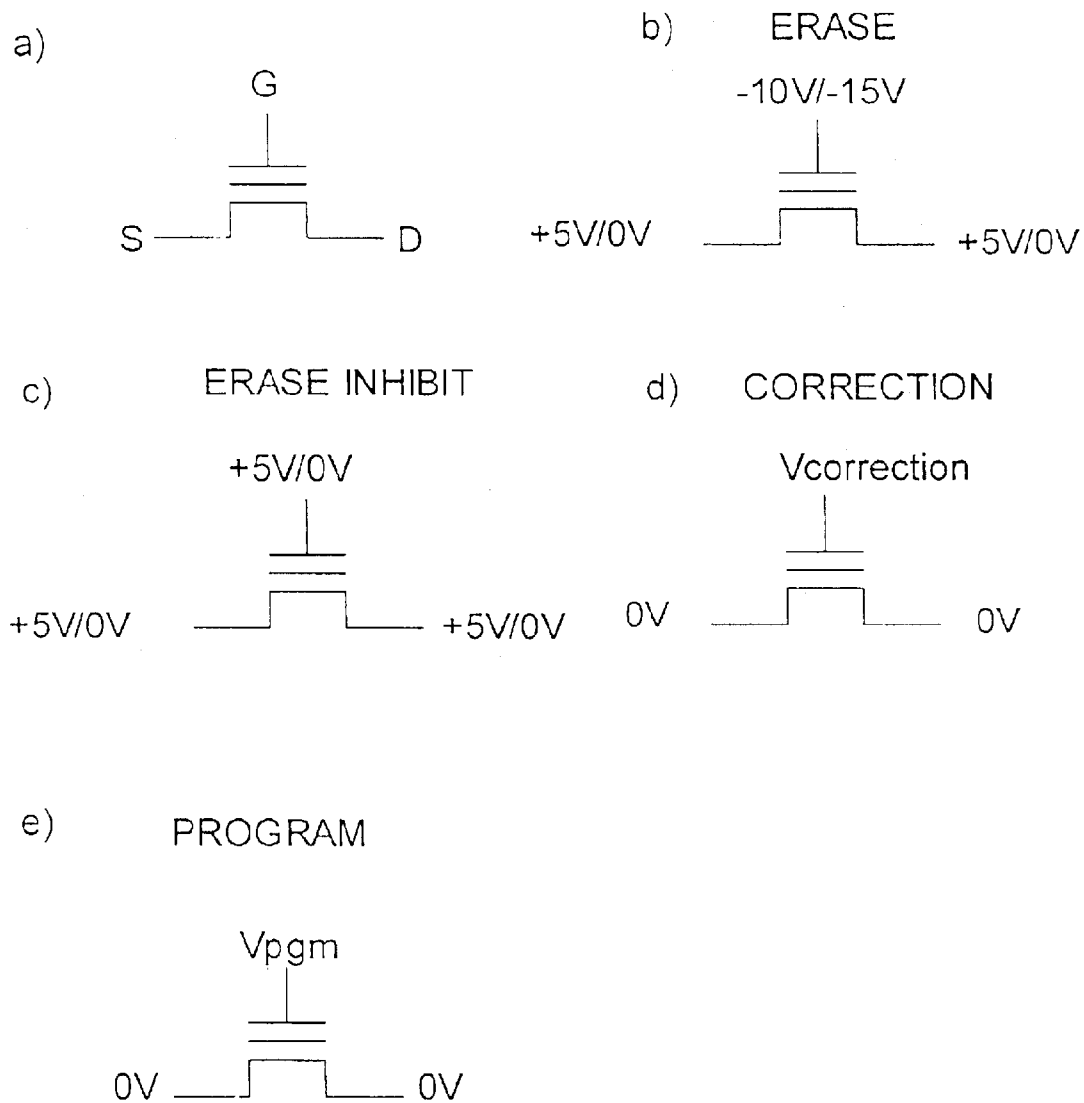 a)
G
S
D
b) ERASE
-10V/-15V
+5V/0V
+5V/0V
c) ERASE INHIBIT
+5V/0V
+5V/0V
+5V/0V
d) CORRECTION
Vcorrection
0V
0V
e) PROGRAM
Vpgm
0V
0V